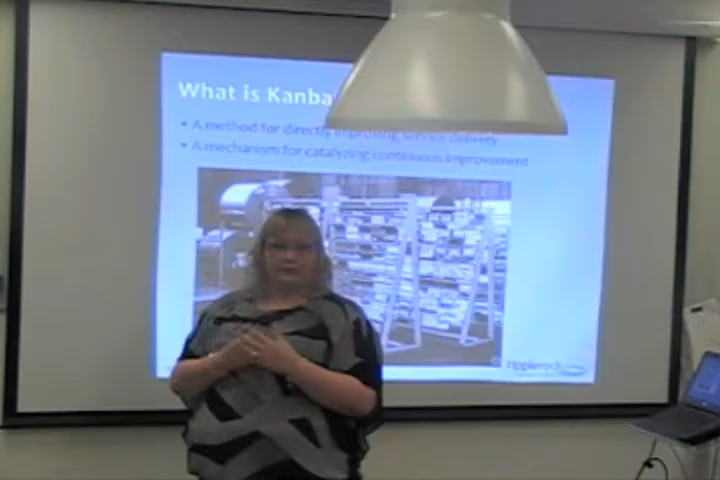 What is Kanba
• A method for directly improving service delivery
• A mechanism for catalyzing continuous improvement
ripplerock